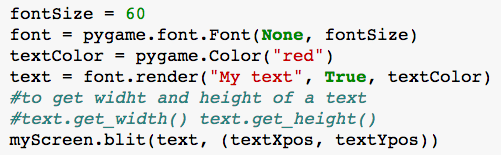 fontSize = 60
font = pygame.font.Font(None, fontSize)
textColor = pygame.Color("red")
text = font.render("My text", True, textColor)
#to get widht and height of a text
#text.get_width() text.get_height()
myScreen.blit(text, (textXpos, textYpos))